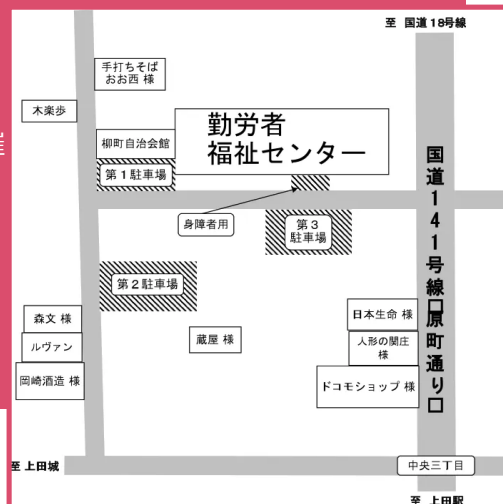 至 国道18号線
手打ちそば
おお西 様
木楽歩
勤労者
福祉センター
柳町自治会館
第1駐車場
国道141号線□原町通り□
身障者用
第3
駐車場
第2駐車場
森文 様
日本生命 様
ルヴァン
蔵屋 様
人形の関庄
様
岡崎酒造 様
ドコモショップ 様
至 上田城
中央三丁目
至 上田駅